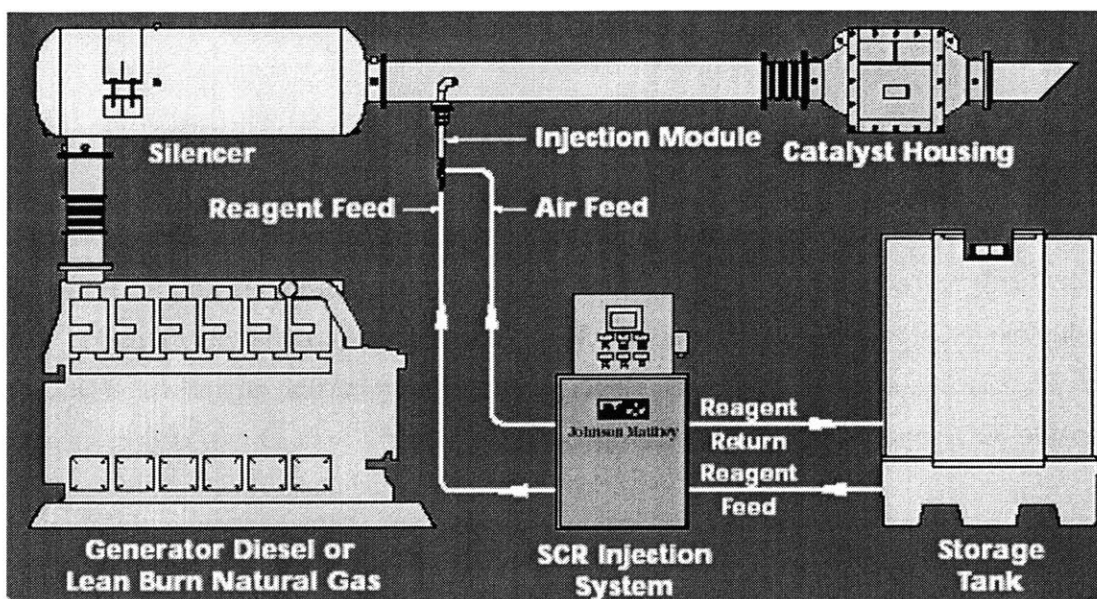 Silencer
Injection Module
Catalyst Housing
Reagent Feed
Air Feed
Johnson Matthey
Reagent
Return
Reagent
Feed
Generator Diesel or
Lean Burn Natural Gas
SCR Injection
System
Storage
Tank